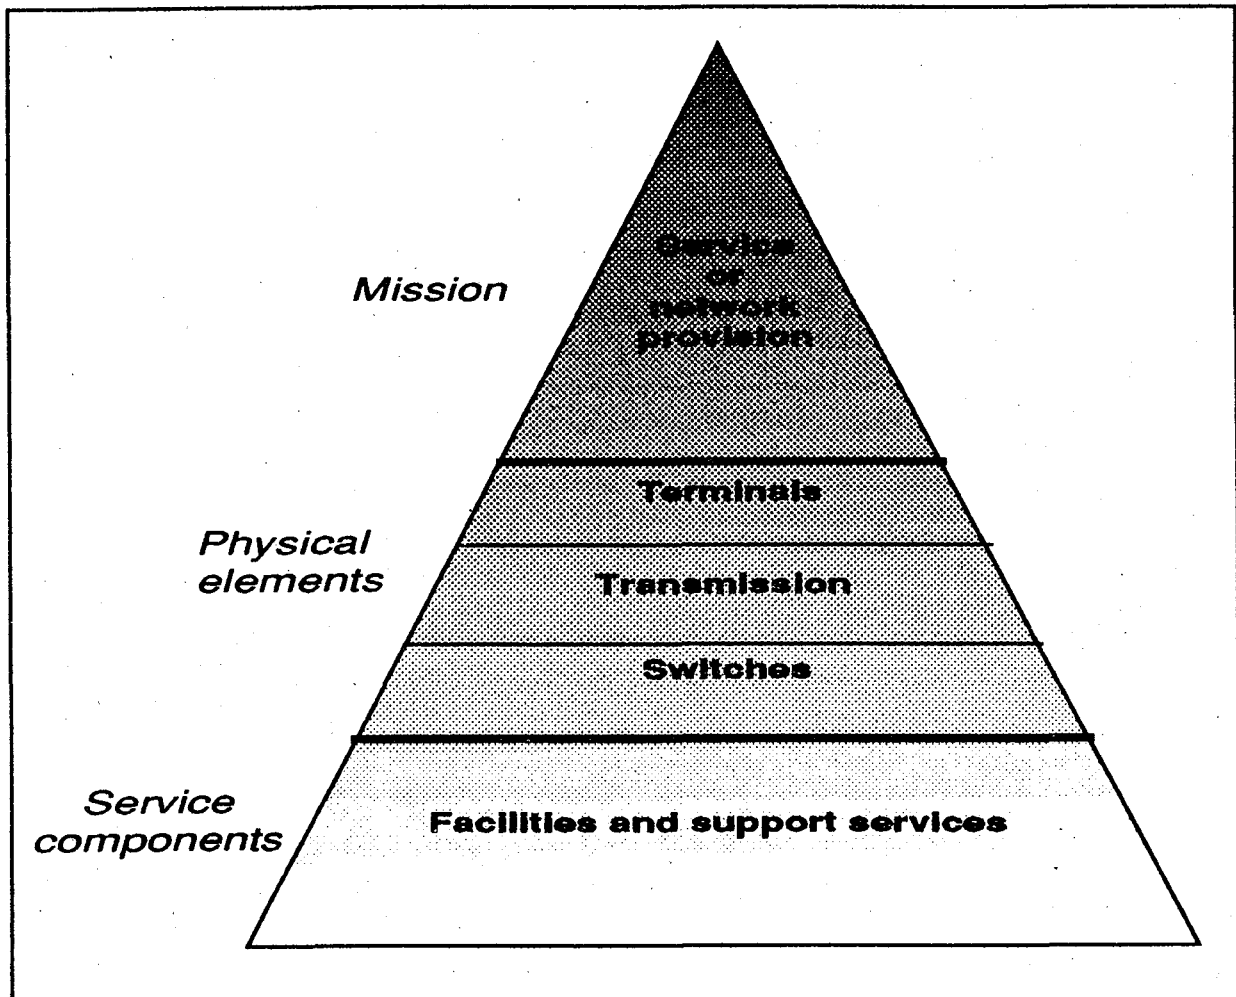 Mission
Service
or
network
provision
Terminals
Physical
elements
Transmission
Switches
Service
components
Facilities and support services